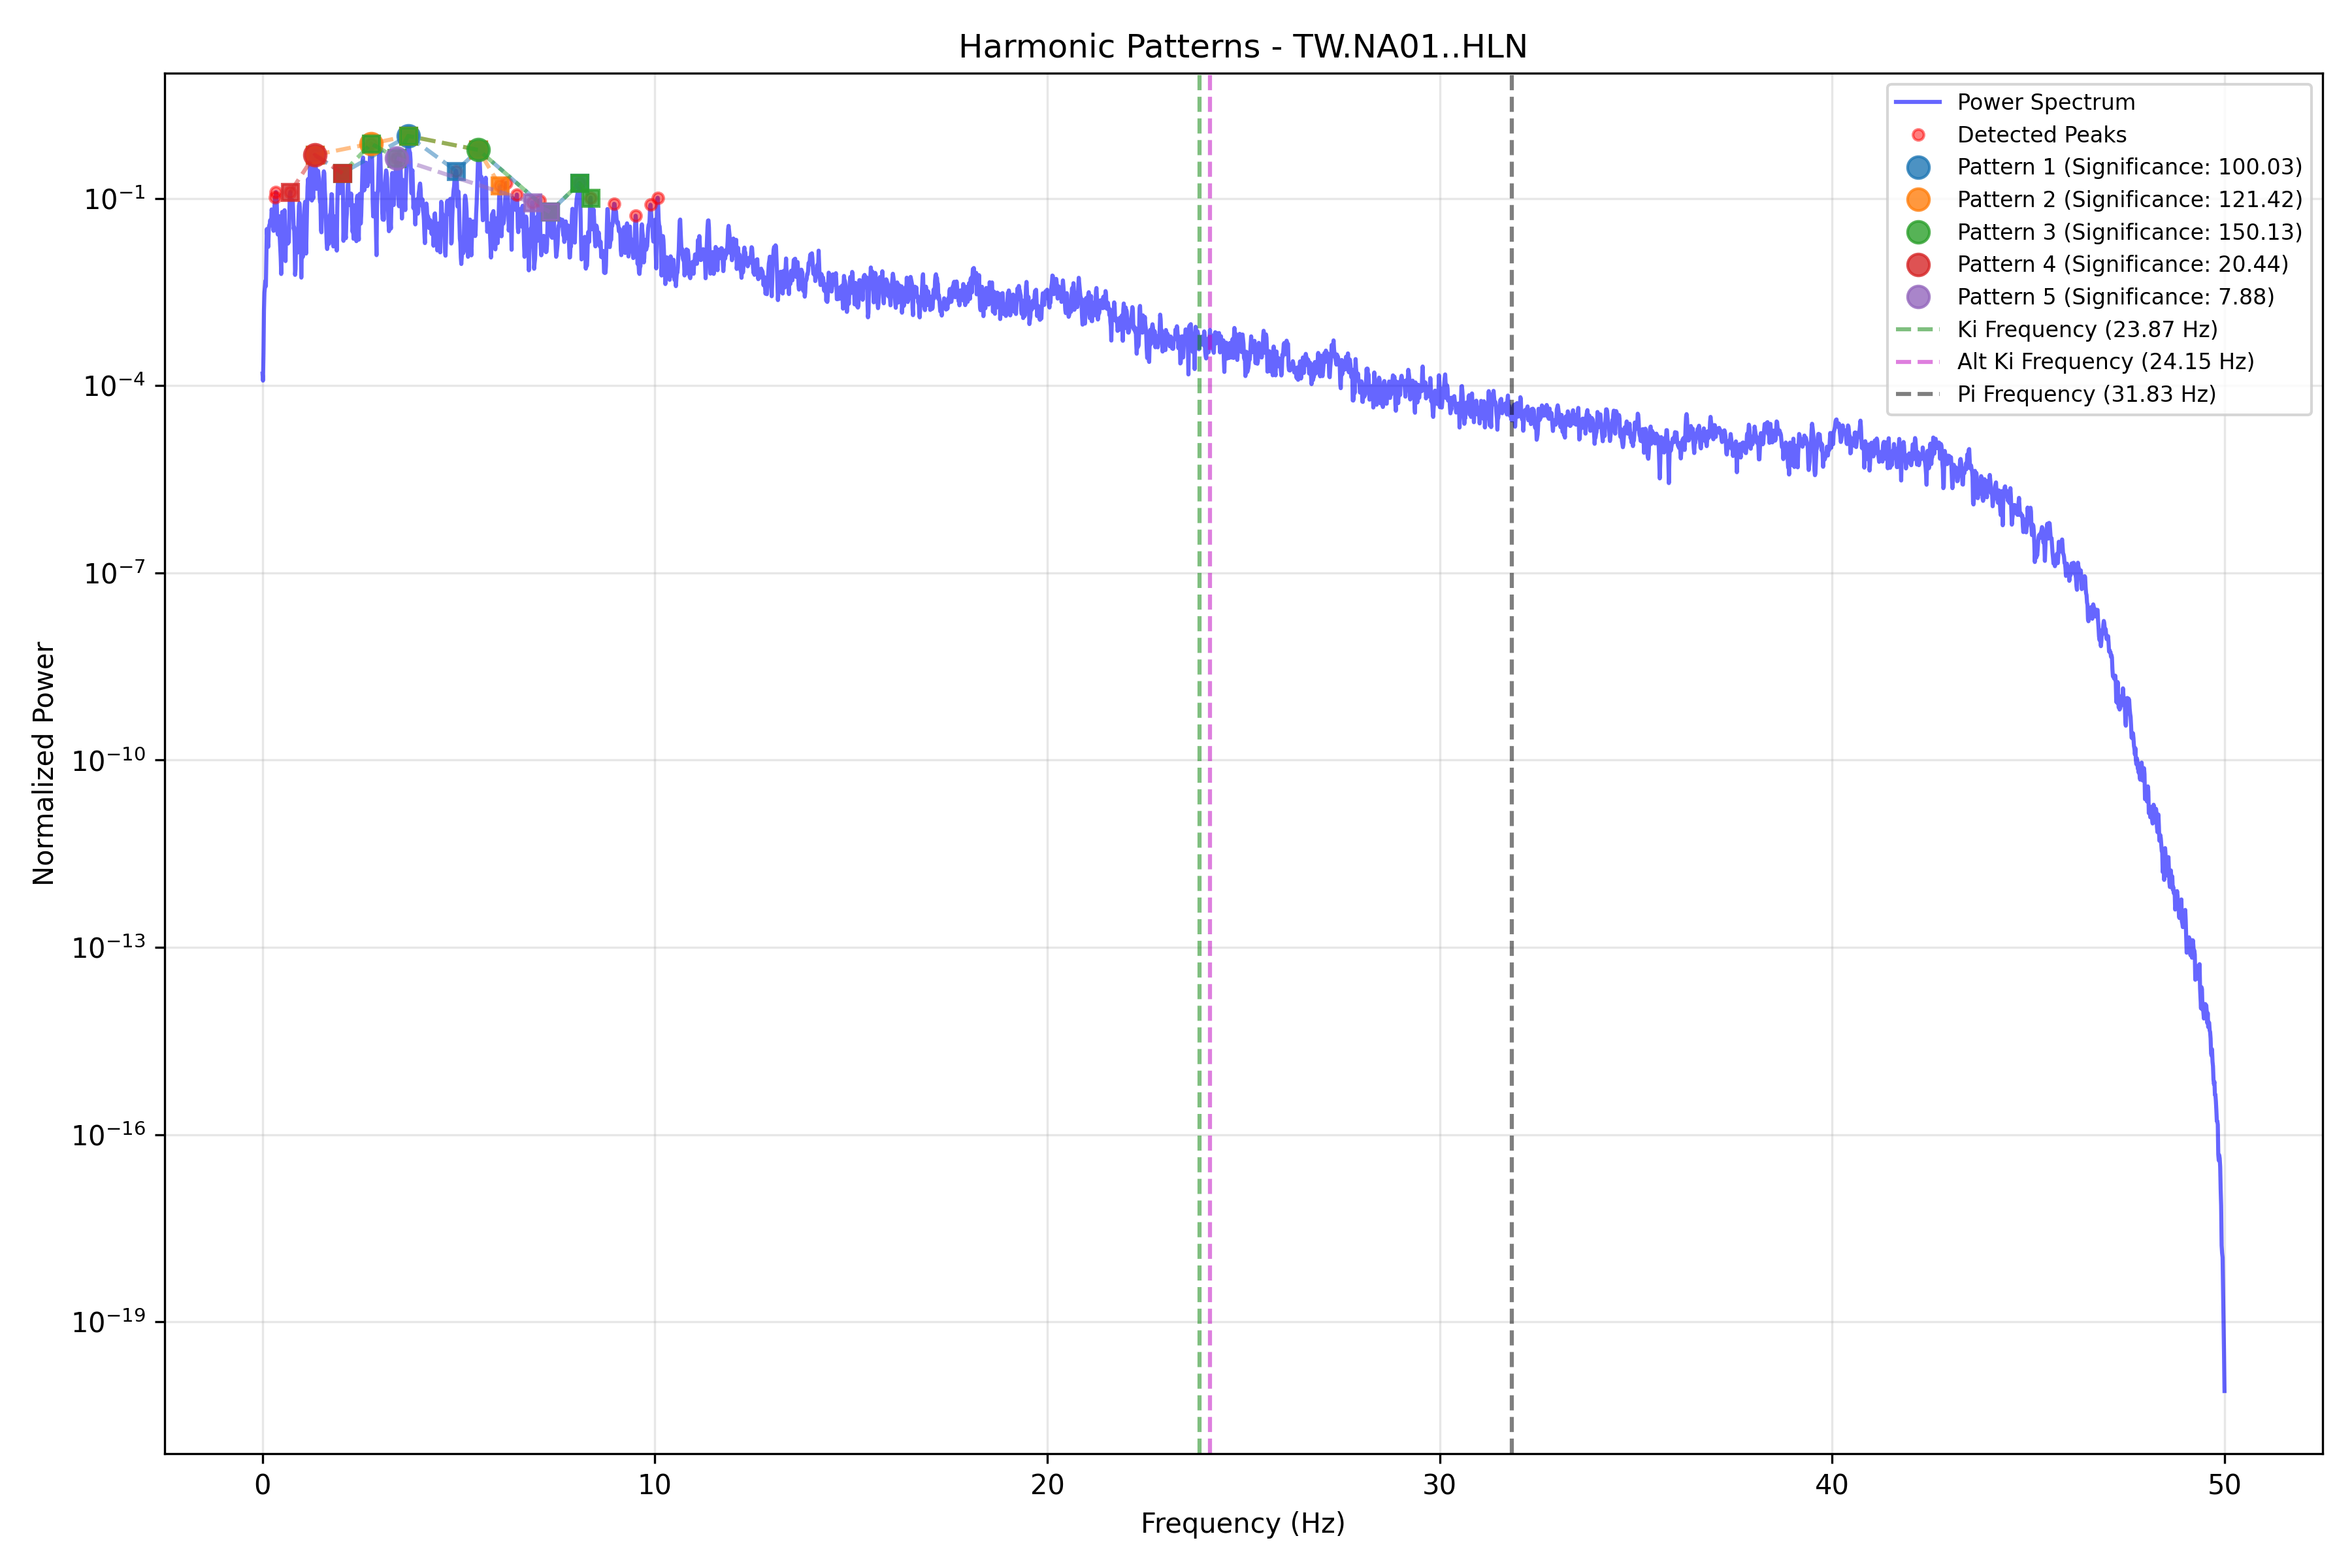 Harmonic Patterns - TW.NA01..HLN
Power Spectrum
Detected Peaks
Pattern 1 (Significance: 100.03)
Pattern 2 (Significance: 121.42)
Pattern 3 (Significance: 150.13)
Pattern 4 (Significance: 20.44)
Pattern 5 (Significance: 7.88)
Ki Frequency (23.87 Hz)
Alt Ki Frequency (24.15 Hz)
Pi Frequency (31.83 Hz)
Normalized Power
10⁻¹
10⁻⁴
10⁻⁷
10⁻¹⁰
10⁻¹³
10⁻¹⁶
10⁻¹⁹
0 10 20 30 40 50
Frequency (Hz)